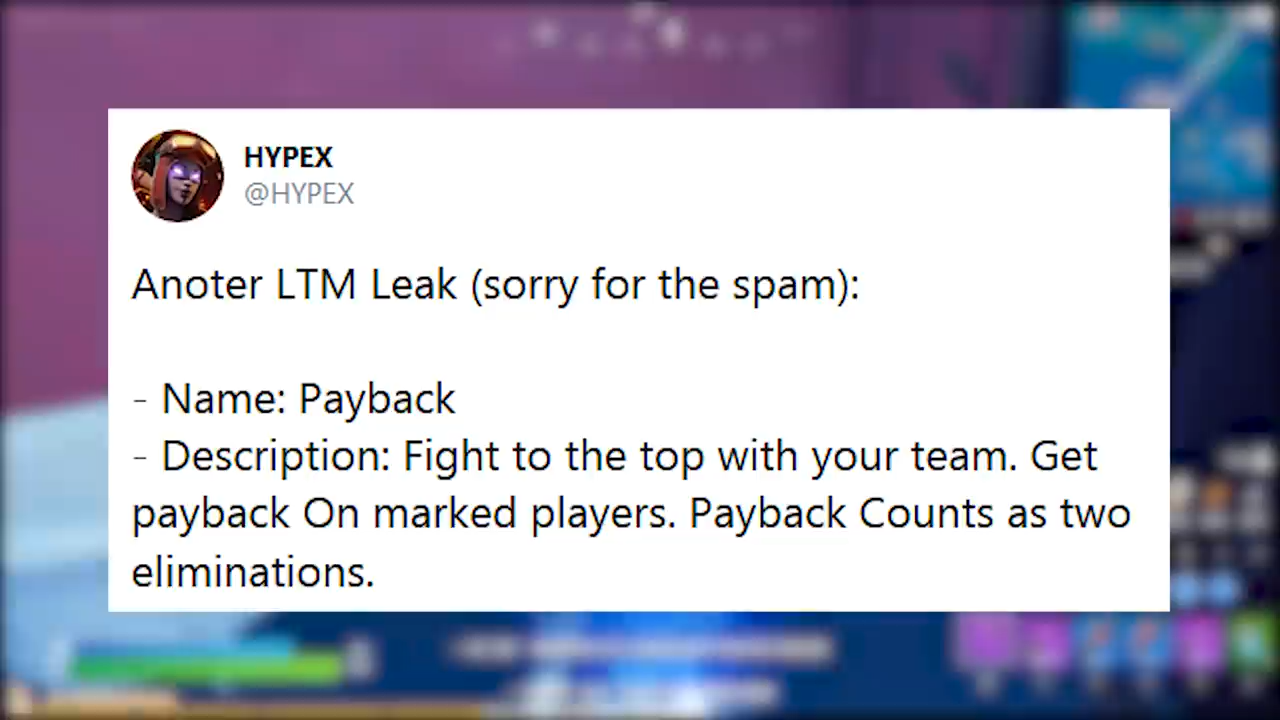 HYPEX
@HYPEX
Anoter LTM Leak (sorry for the spam):
- Name: Payback
- Description: Fight to the top with your team. Get
payback On marked players. Payback Counts as two
eliminations.